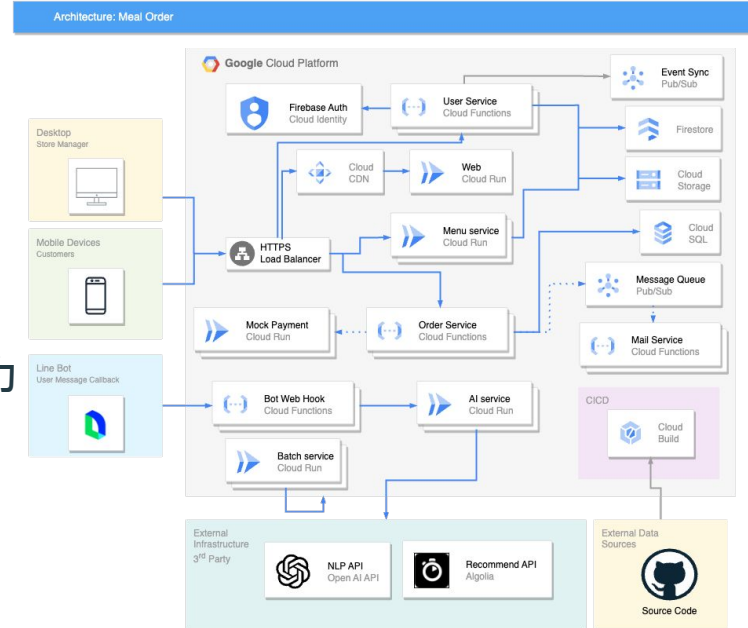 Architecture: Meal Order
Google Cloud Platform
Event Sync
Pub/Sub
Firebase Auth
Cloud Identity
User Service
Cloud Functions
Firestore
Desktop
Store Manager
Cloud
CDN
Web
Cloud Run
Cloud
Storage
Mobile Devices
Customers
HTTPS
Load Balancer
Menu service
Cloud Run
Cloud
SQL
Message Queue
Pub/Sub
Mock Payment
Cloud Run
Order Service
Cloud Functions
Mail Service
Cloud Functions
Line Bot
User Message Callback
Bot Web Hook
Cloud Functions
AI service
Cloud Run
CICD
Cloud
Build
Batch service
Cloud Run
External
Infrastructure
3rd Party
NLP API
Open AI API
Recommend API
Algolia
External Data
Sources
Source Code